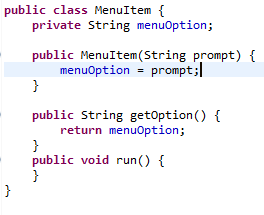 public class MenuItem {
    private String menuOption;

    public MenuItem(String prompt) {
        menuOption = prompt;
    }

    public String getOption() {
        return menuOption;
    }
    public void run() {
    }
}